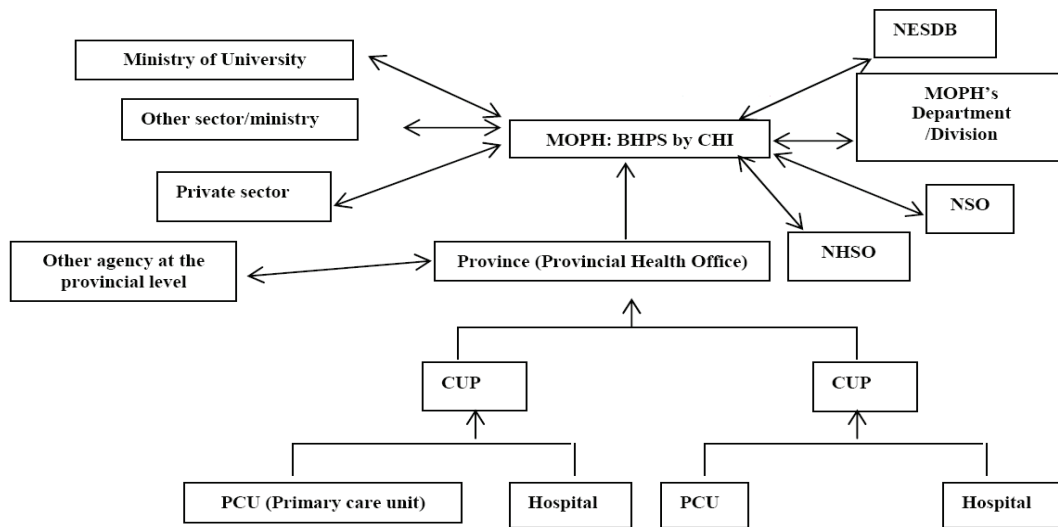 NESDB
Ministry of University
MOPH's
Department
/Division
Other sector/ministry
MOPH: BHPS by CHI
Private sector
NSO
NHSO
Other agency at the
provincial level
Province (Provincial Health Office)
CUP
CUP
PCU (Primary care unit)
Hospital
PCU
Hospital